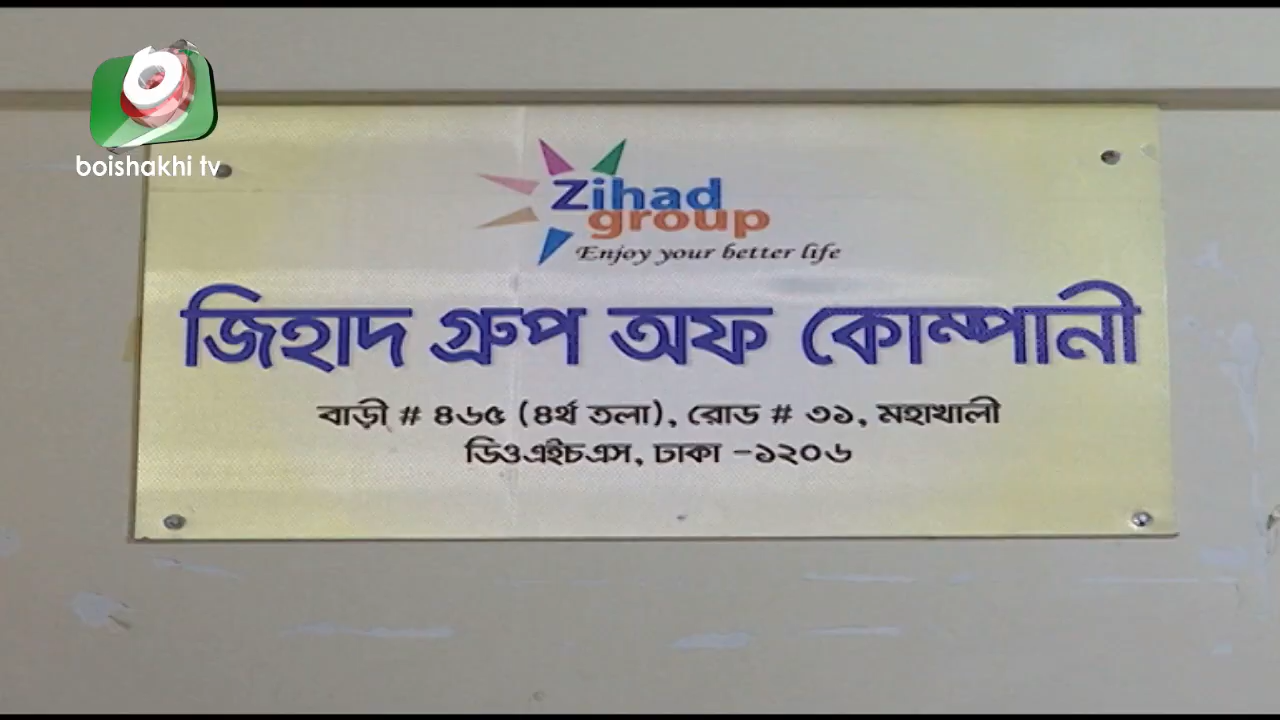 boishakhi tv
Zihad
group
Enjoy your better life
জিহাদ গ্রুপ অফ কোম্পানী
বাড়ী # ৪৬৫ (৪র্থ তলা), রোড # ৩১, মহাখালী
ডিওএইচএস, ঢাকা -১২০৬